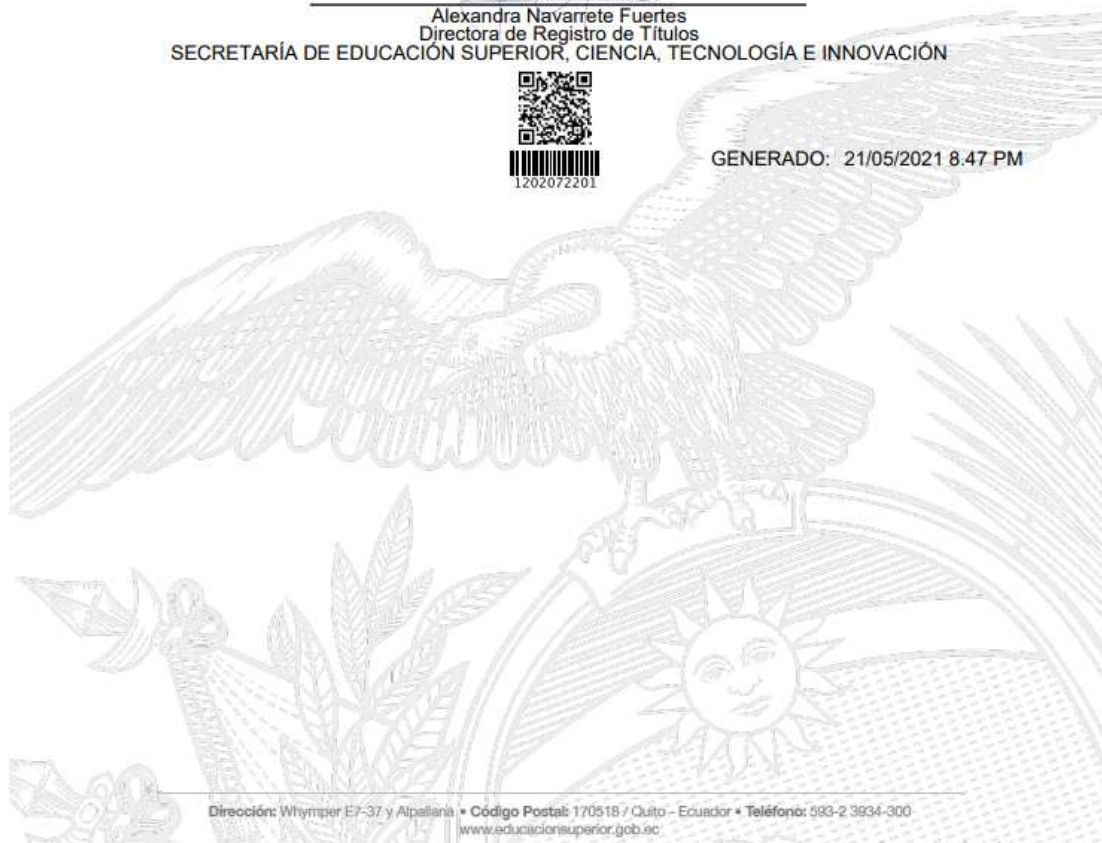 Alexandra Navarrete Fuertes
Directora de Registro de Títulos
SECRETARÍA DE EDUCACIÓN SUPERIOR, CIENCIA, TECNOLOGÍA E INNOVACIÓN
1202072201
GENERADO: 21/05/2021 8.47 PM
Dirección: Whymper E7-37 y Alpallana • Código Postal: 170518 / Quito – Ecuador • Teléfono: 593-2 3934-300
www.educacionsuperior.gob.ec